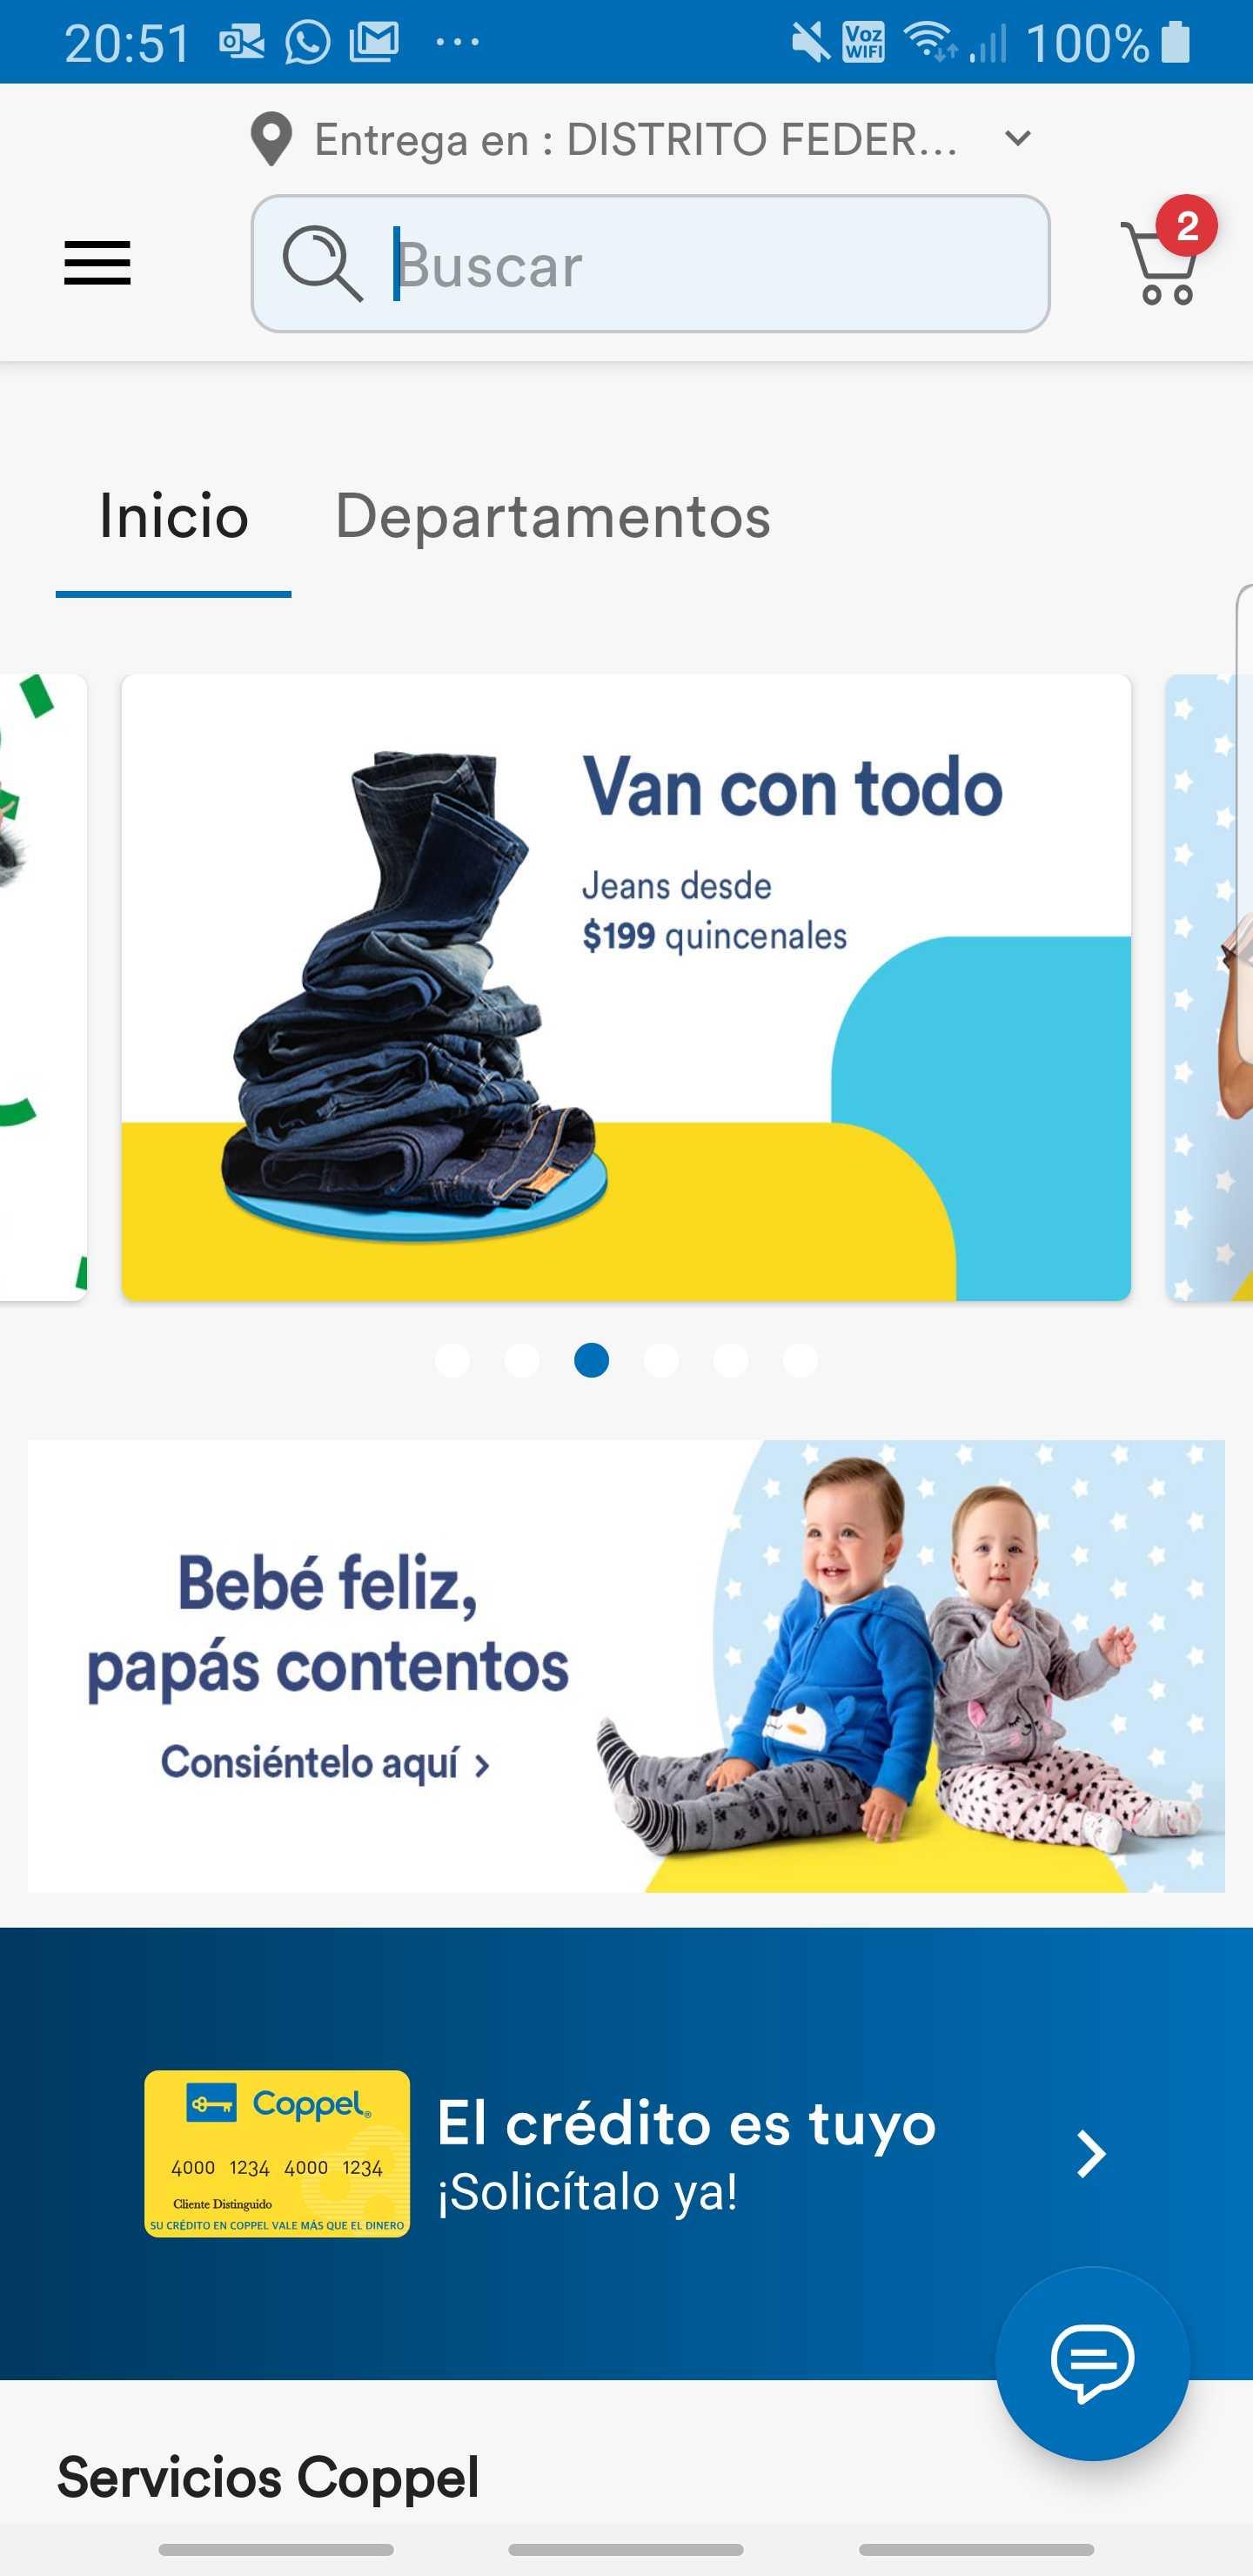 20:51
Voz
WIFI
100%
Entrega en : DISTRITO FEDER...
Buscar
2
Inicio
Departamentos
Van con todo
Jeans desde
$199 quincenales
Bebé feliz,
papás contentos
Consiéntelo aquí >
Coppel®
4000 1234 4000 1234
Cliente Distinguido
SU CRÉDITO EN COPPEL VALE MÁS QUE EL DINERO
El crédito es tuyo
¡Solicítalo ya!
Servicios Coppel